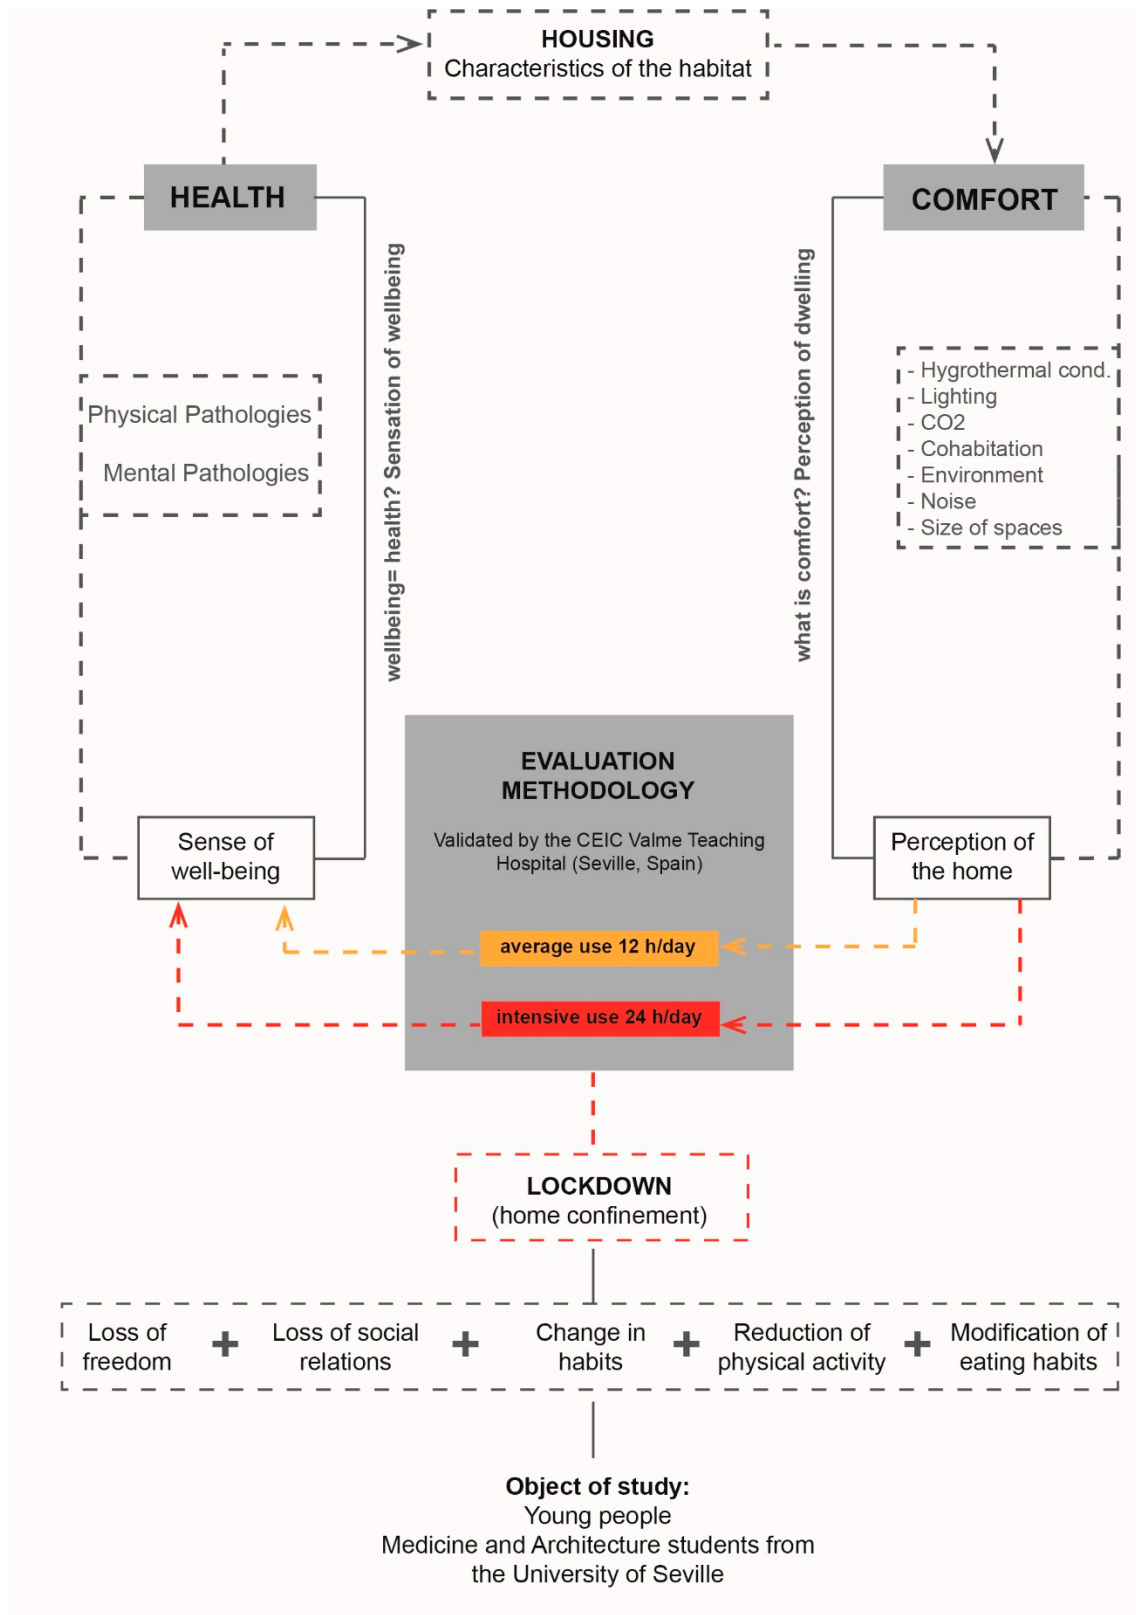 HOUSING
Characteristics of the habitat
HEALTH
COMFORT
wellbeing= health? Sensation of wellbeing
what is comfort? Perception of dwelling
Physical Pathologies
Mental Pathologies
- Hygrothermal cond.
- Lighting
- CO2
- Cohabitation
- Environment
- Noise
- Size of spaces
EVALUATION
METHODOLOGY
Validated by the CEIC Valme Teaching
Hospital (Seville, Spain)
Sense of
well-being
Perception of
the home
average use 12 h/day
intensive use 24 h/day
LOCKDOWN
(home confinement)
Loss of
freedom
+
Loss of social
relations
+
Change in
habits
+
Reduction of
physical activity
+
Modification of
eating habits
Object of study:
Young people
Medicine and Architecture students from
the University of Seville